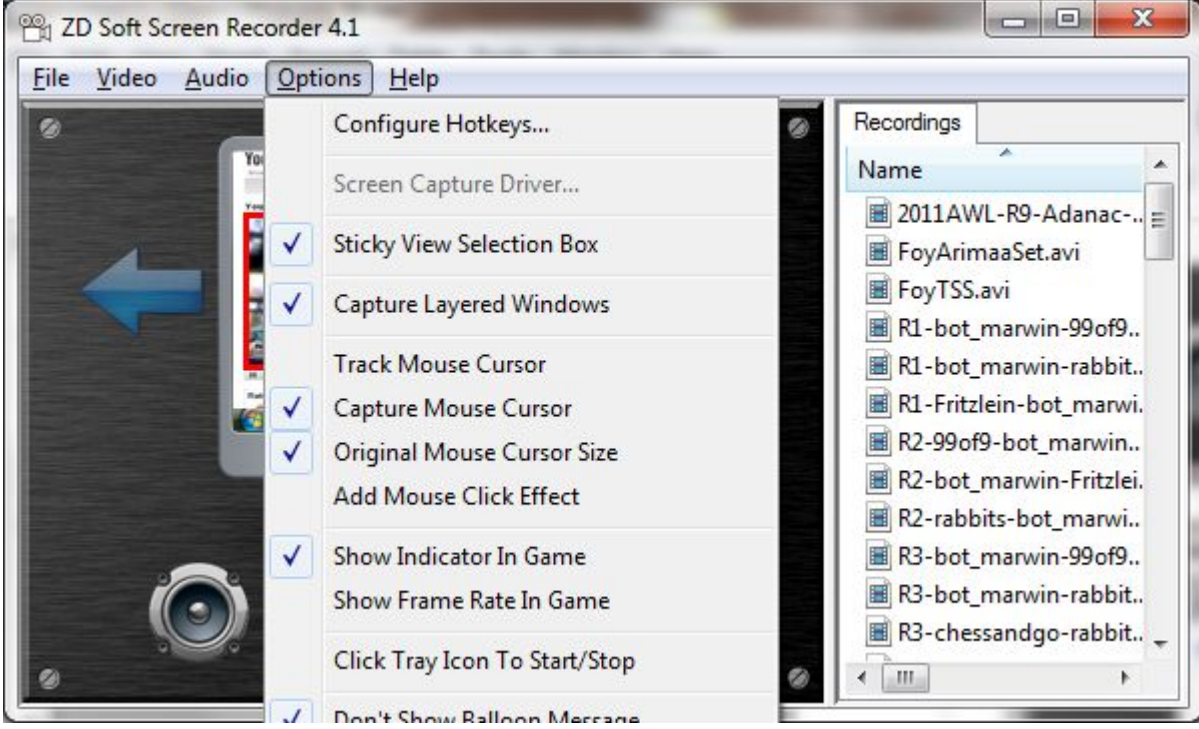 ZD Soft Screen Recorder 4.1
File Video Audio Options Help
Configure Hotkeys...
Screen Capture Driver...
Sticky View Selection Box
Capture Layered Windows
Track Mouse Cursor
Capture Mouse Cursor
Original Mouse Cursor Size
Add Mouse Click Effect
Show Indicator In Game
Show Frame Rate In Game
Click Tray Icon To Start/Stop
Don't Show Balloon Message
Recordings
Name
2011AWL-R9-Adanac-..
FoyArimaaSet.avi
FoyTSS.avi
R1-bot_marwin-99of9..
R1-bot_marwin-rabbit..
R1-Fritzlein-bot_marwi.
R2-99of9-bot_marwin..
R2-bot_marwin-Fritzlei.
R2-rabbits-bot_marwi..
R3-bot_marwin-99of9..
R3-bot_marwin-rabbit..
R3-chessandgo-rabbit..